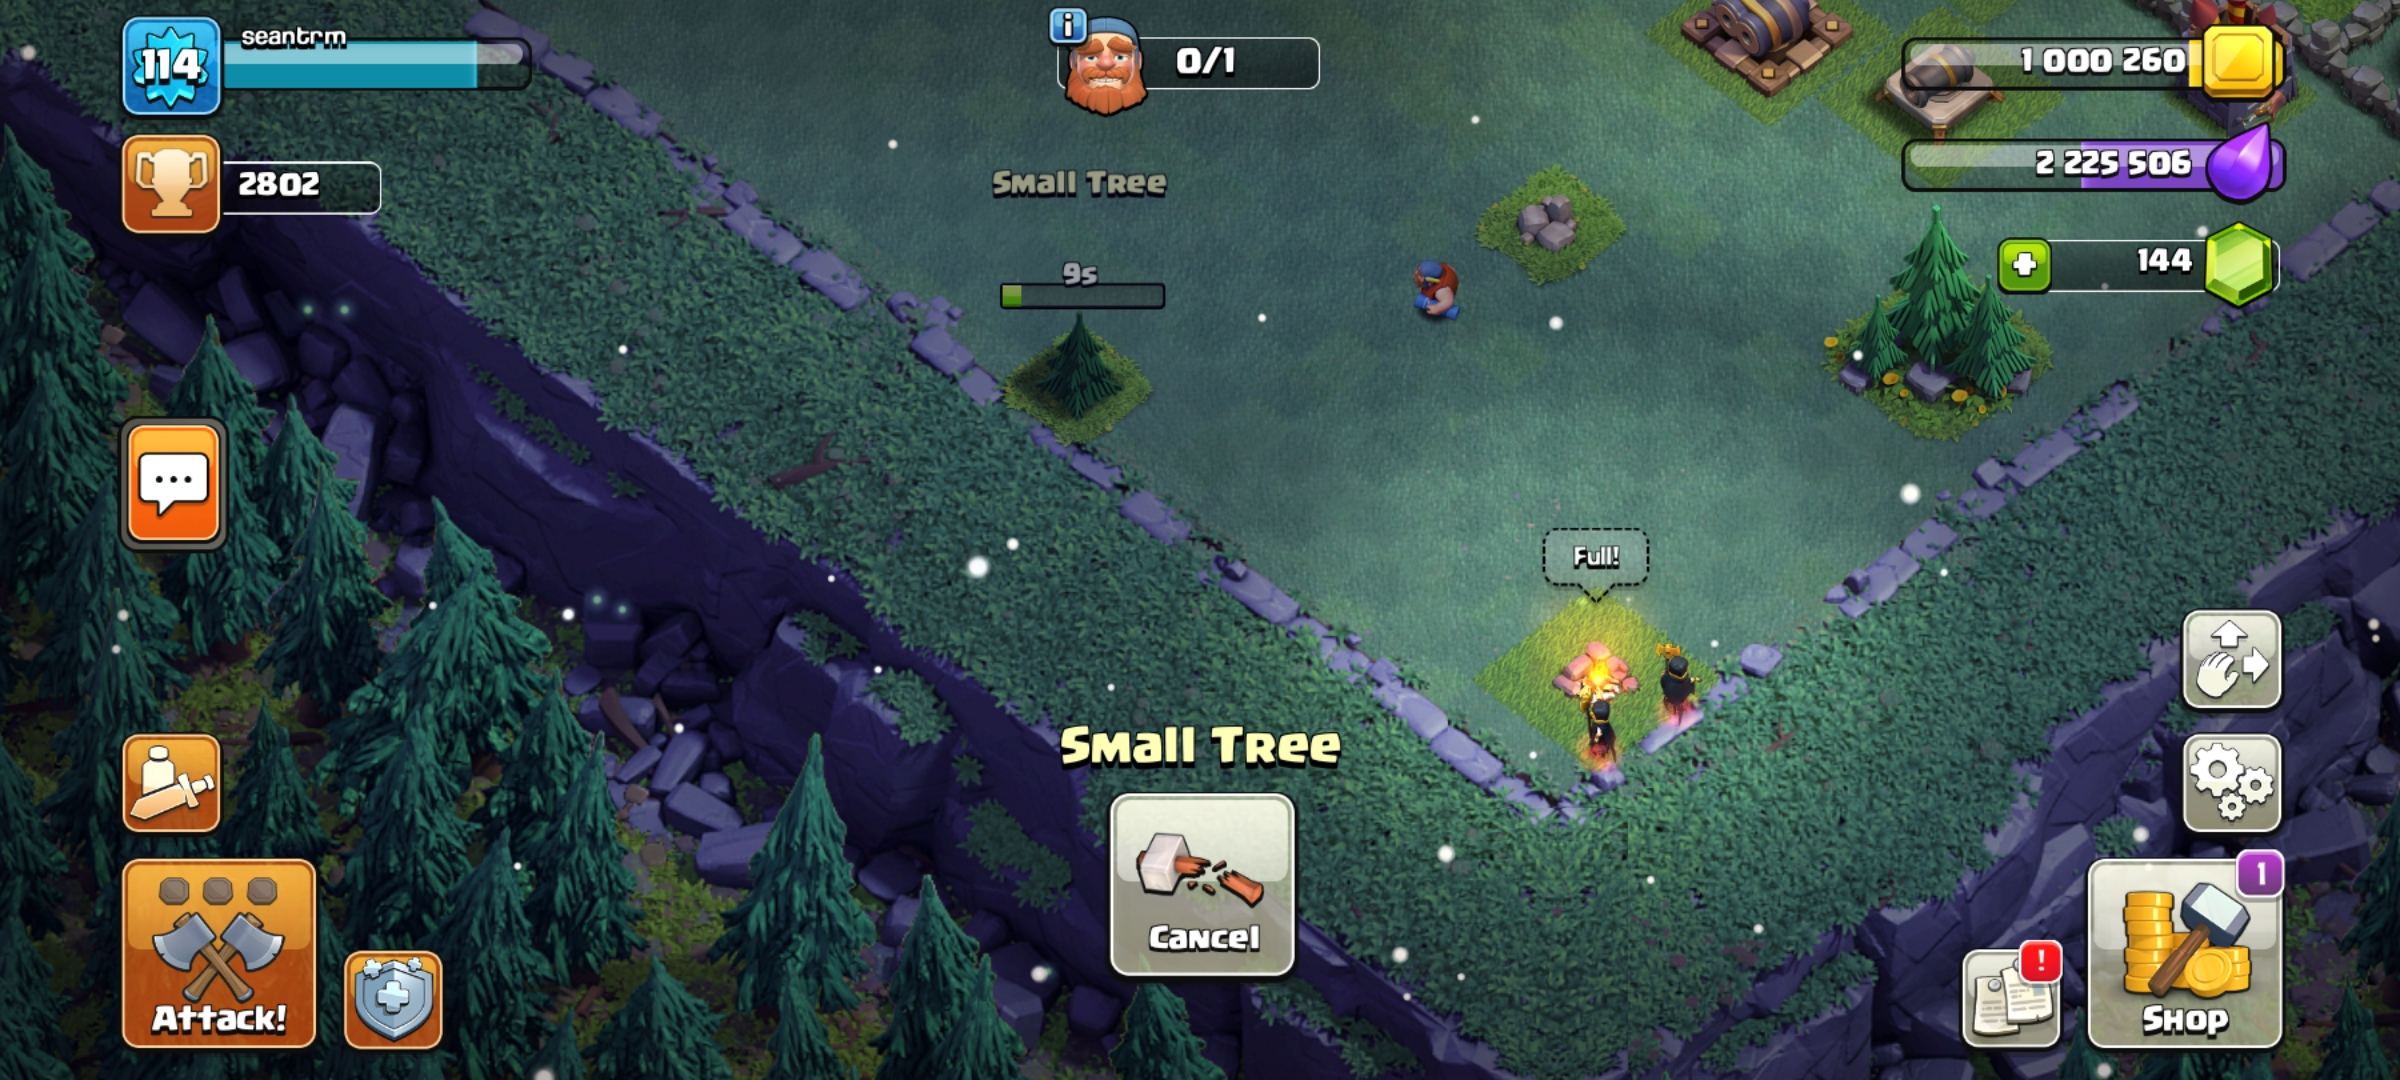 114
seantrm
0/1
1 000 260
2802
Small Tree
2 225 506
9s
144
Full!
Small Tree
Cancel
1
!
Attack!
Shop